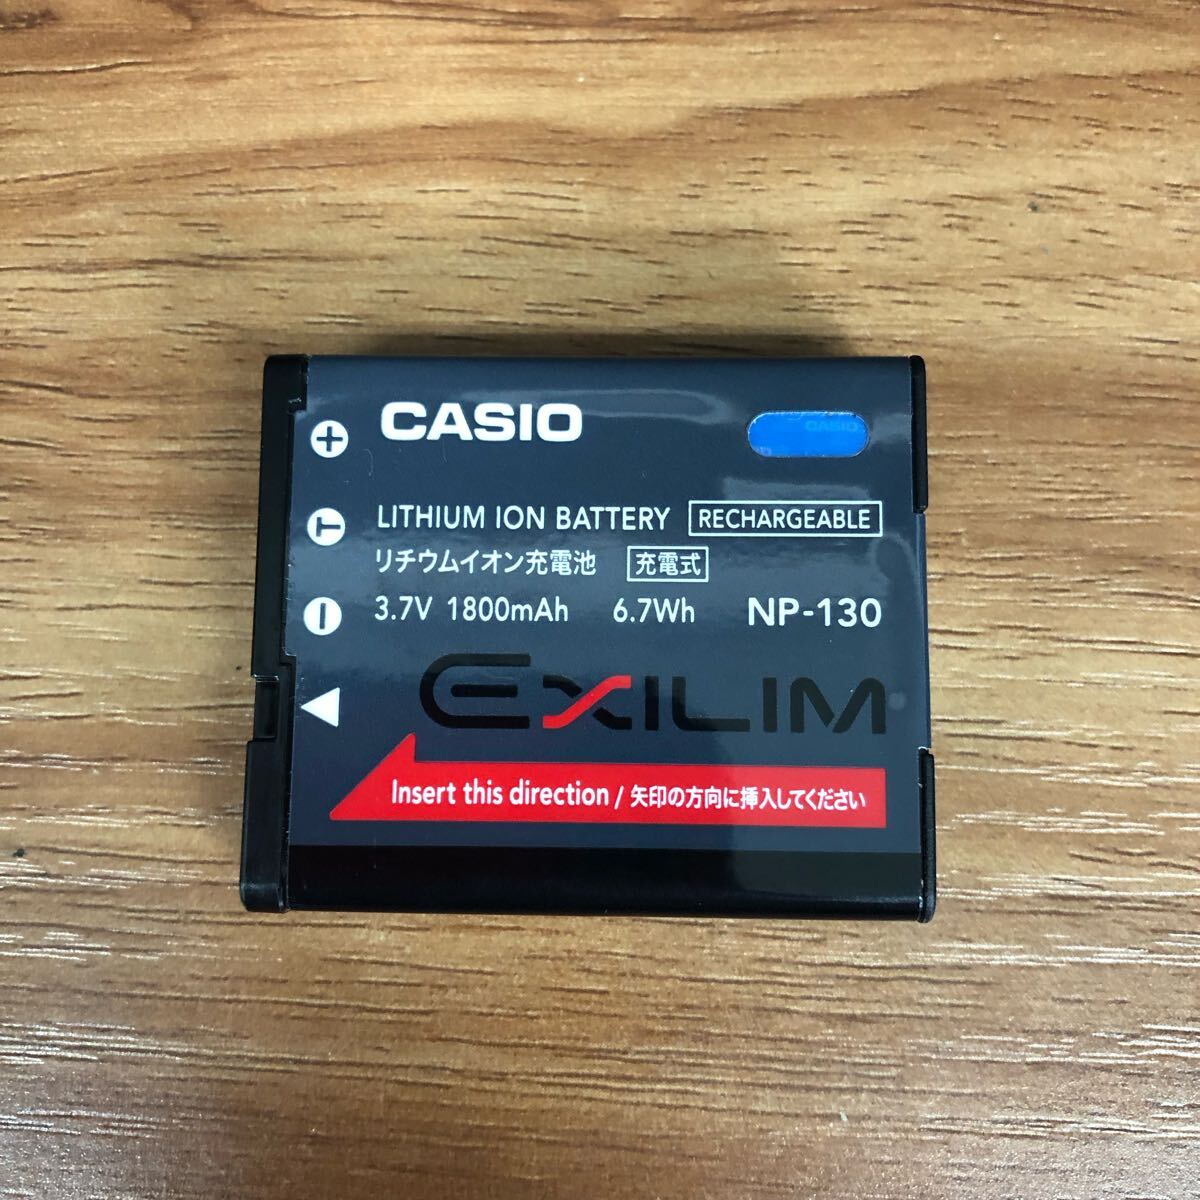 CASIO
CASIO
+
T
LITHIUM ION BATTERY RECHARGEABLE
リチウムイオン充電池 充電式
−
3.7V 1800mAh 6.7Wh NP-130
EXILIM
Insert this direction / 矢印の方向に挿入してください